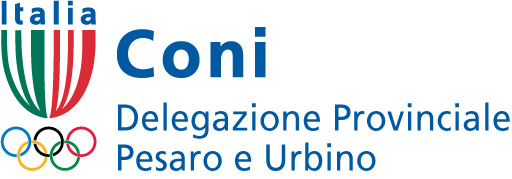 Italia
Coni
Delegazione Provinciale
Pesaro e Urbino